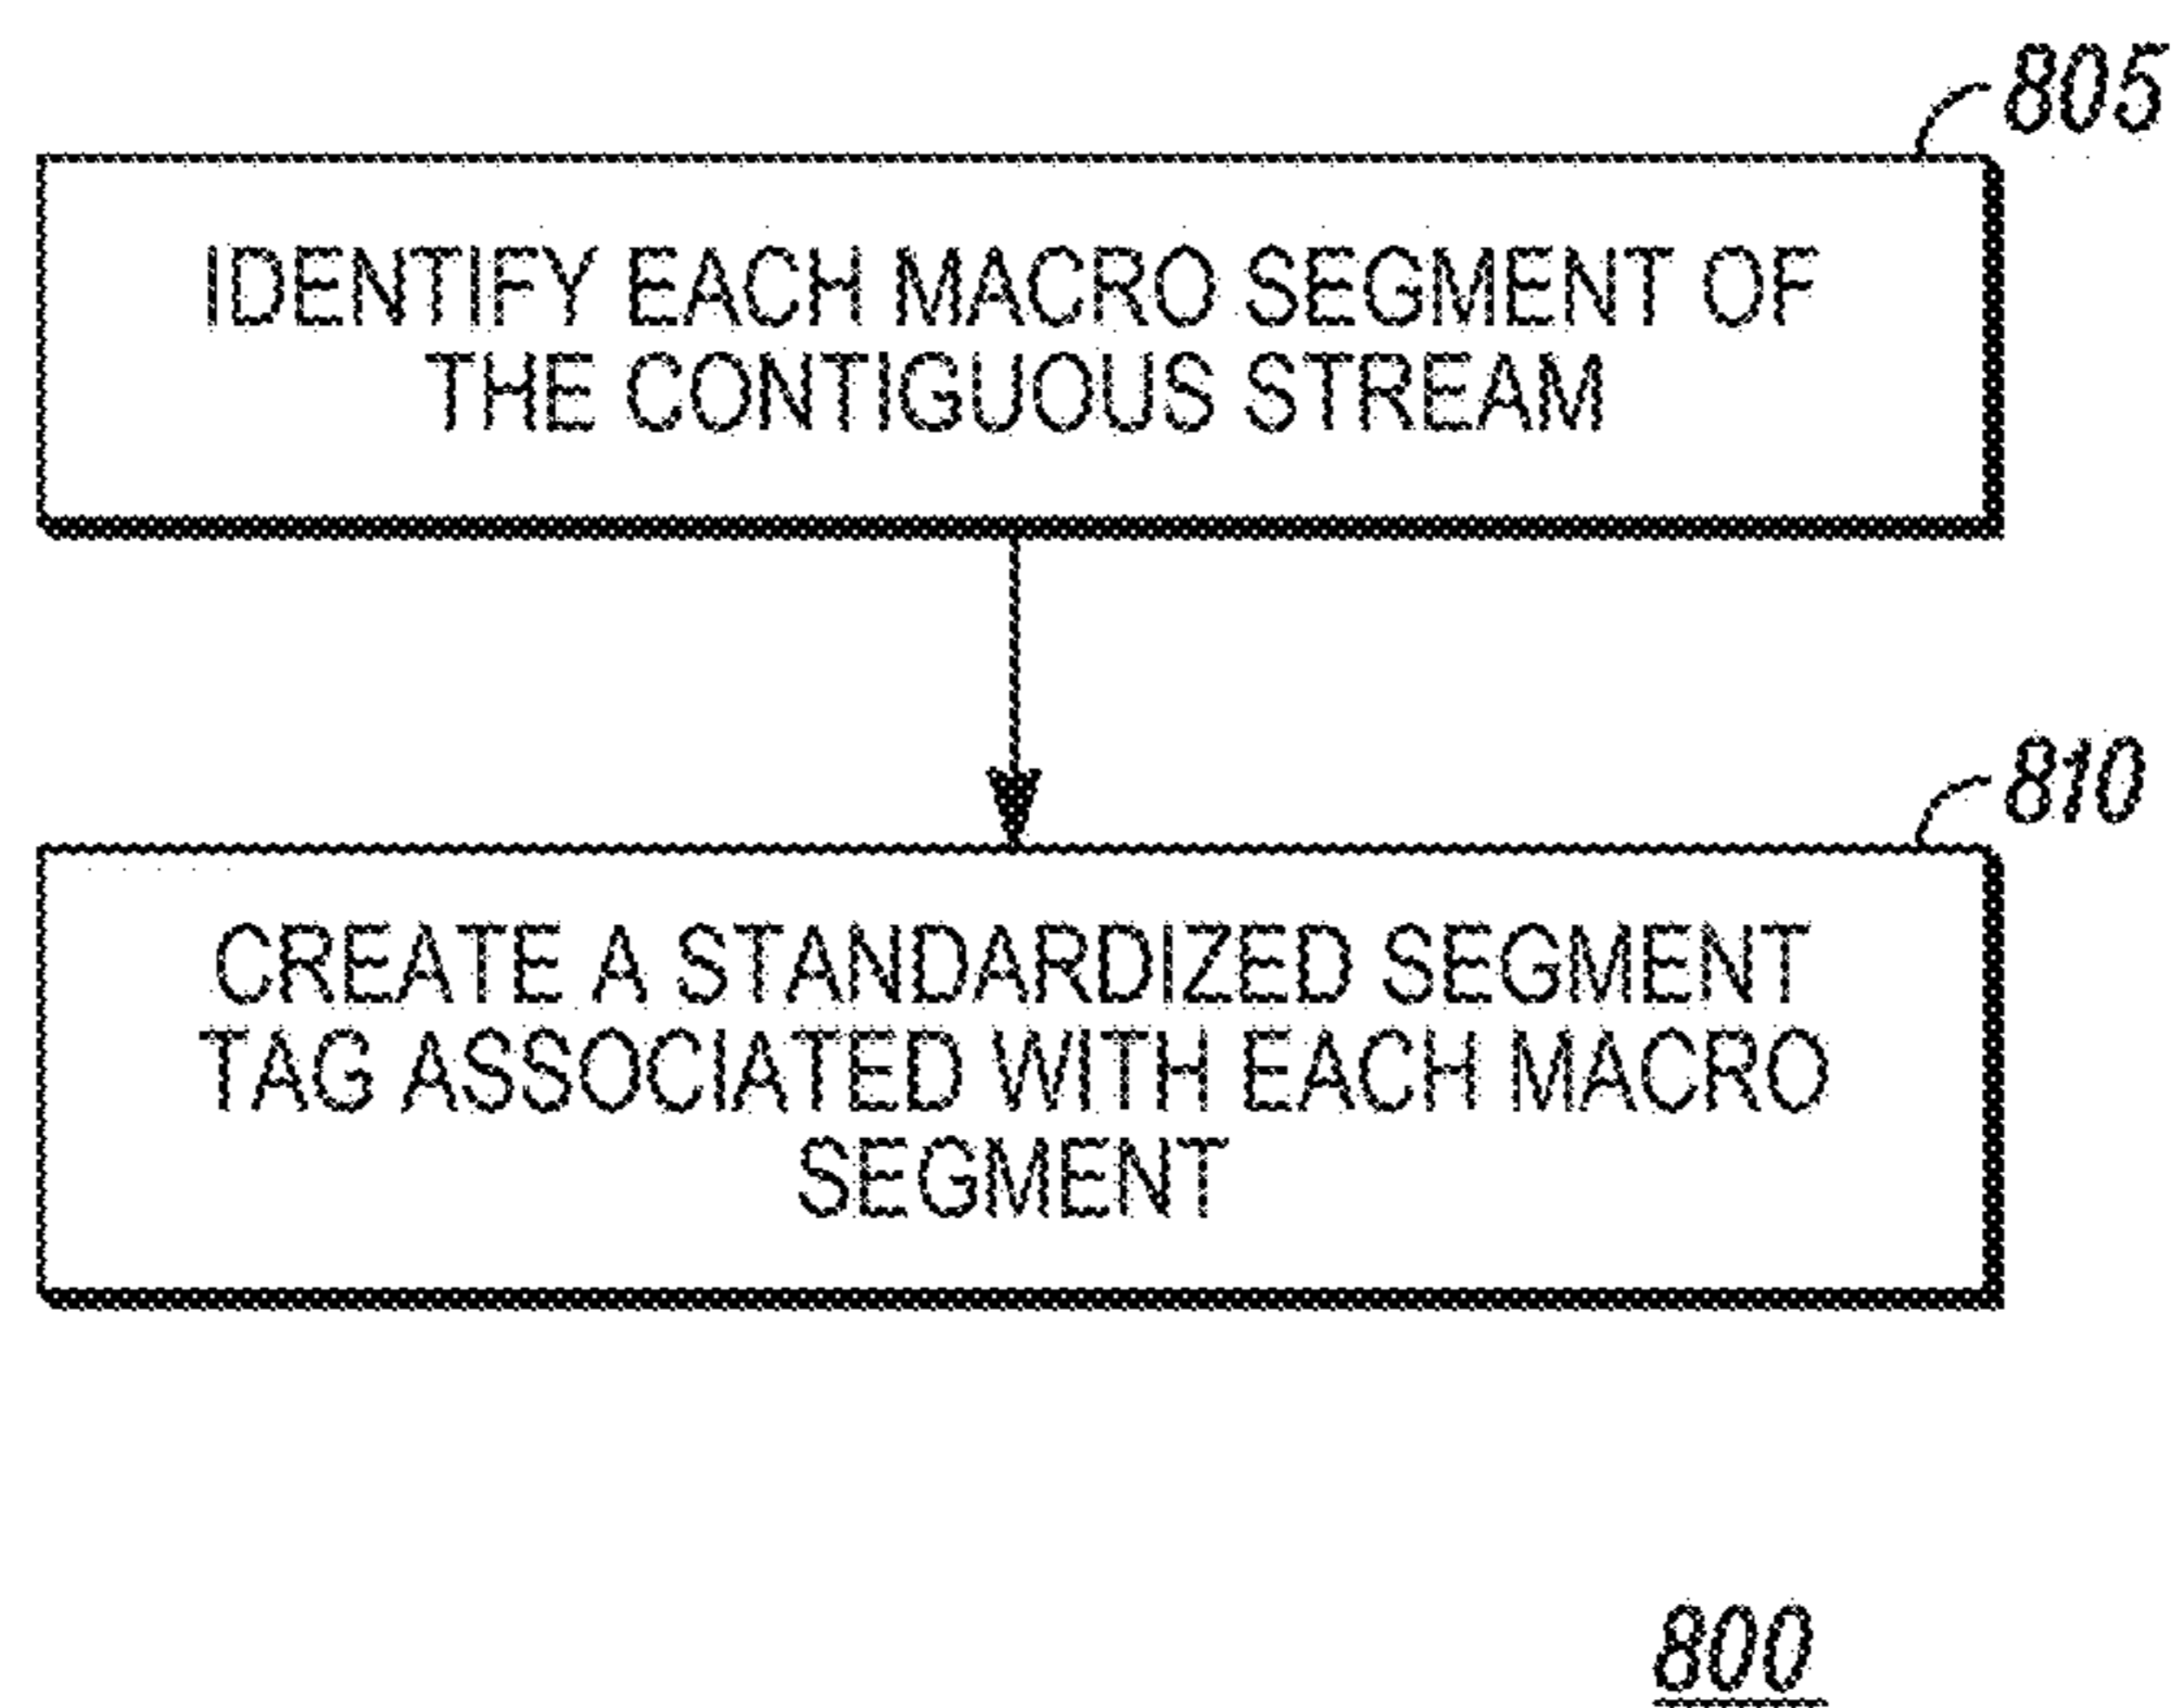 805
IDENTIFY EACH MACRO SEGMENT OF
THE CONTIGUOUS STREAM
810
CREATE A STANDARDIZED SEGMENT
TAG ASSOCIATED WITH EACH MACRO
SEGMENT
800